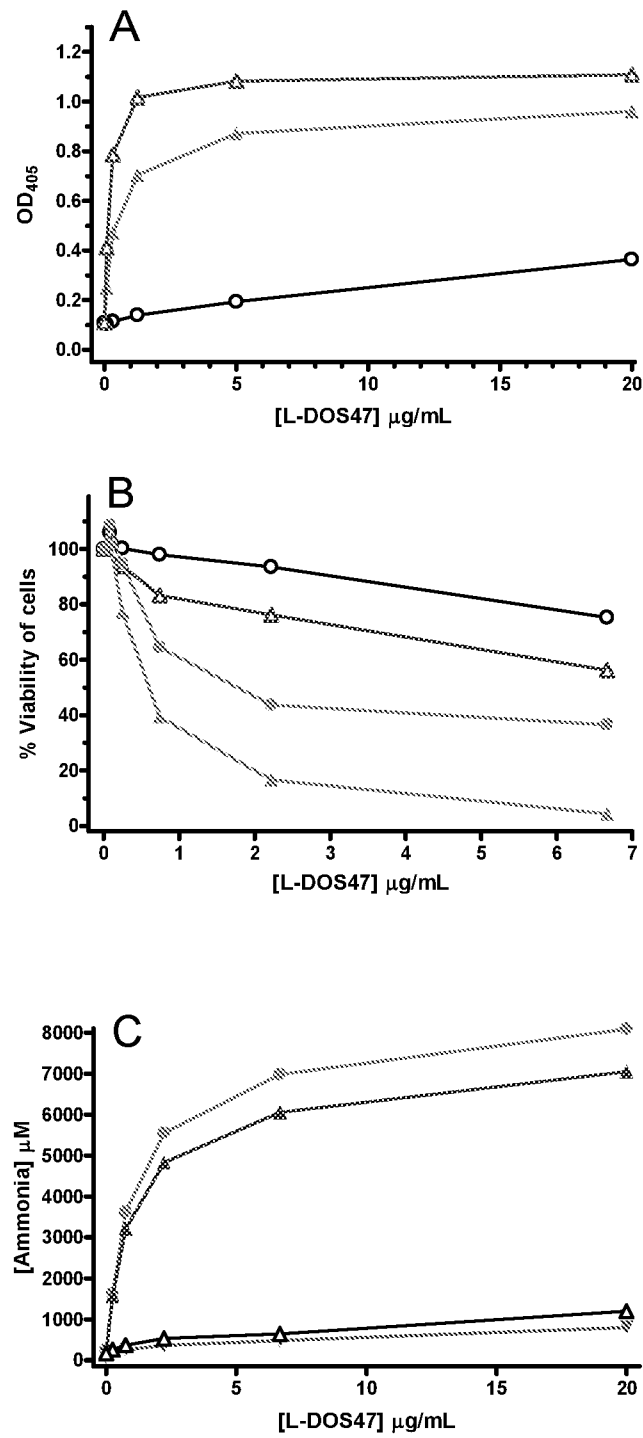 A
1.2
1.0
0.8
0.6
0.4
0.2
0.0
OD405
0 5 10 15 20
[L-DOS47] μg/mL
B
100
80
60
40
20
0
% Viability of cells
0 1 2 3 4 5 6 7
[L-DOS47] μg/mL
C
8000
7000
6000
5000
4000
3000
2000
1000
0
[Ammonia] μM
0 5 10 15 20
[L-DOS47] μg/mL